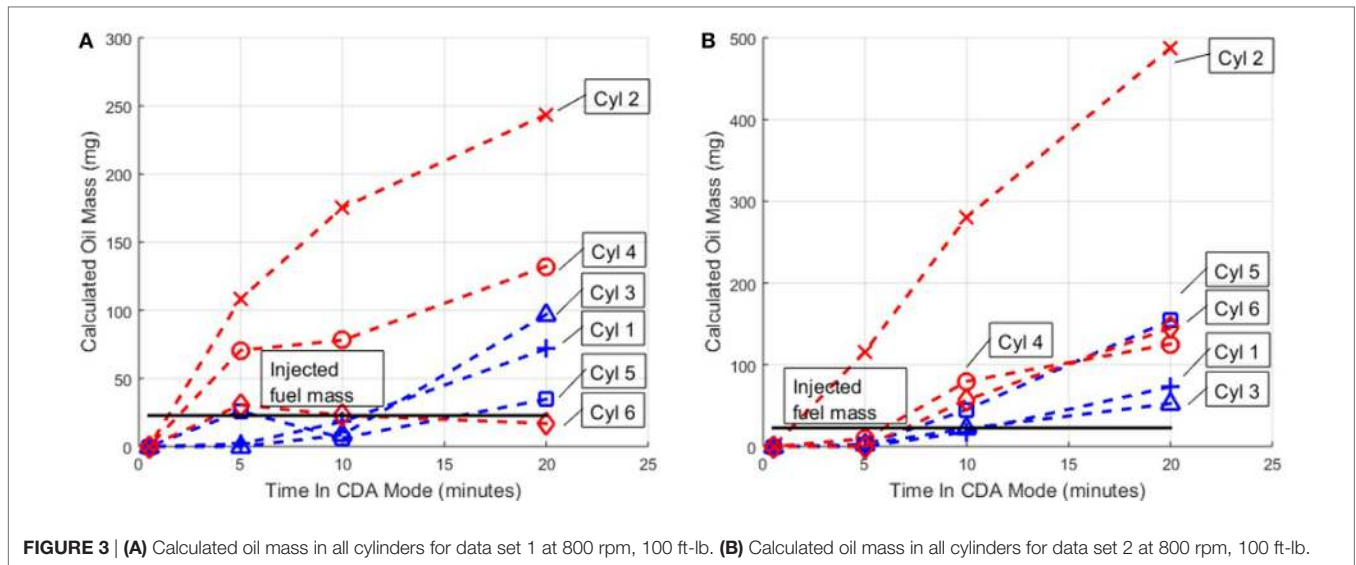 A
300
250
200
150
100
50
0
Calculated Oil Mass (mg)
Cyl 2
Cyl 4
Cyl 3
Cyl 1
Cyl 5
Cyl 6
Injected
fuel mass
0 5 10 15 20 25
Time In CDA Mode (minutes)
B
500
400
300
200
100
0
Calculated Oil Mass (mg)
Cyl 2
Cyl 5
Cyl 6
Cyl 4
Cyl 1
Cyl 3
Injected
fuel mass
0 5 10 15 20 25
Time In CDA Mode (minutes)
FIGURE 3 | (A) Calculated oil mass in all cylinders for data set 1 at 800 rpm, 100 ft-lb. (B) Calculated oil mass in all cylinders for data set 2 at 800 rpm, 100 ft-lb.